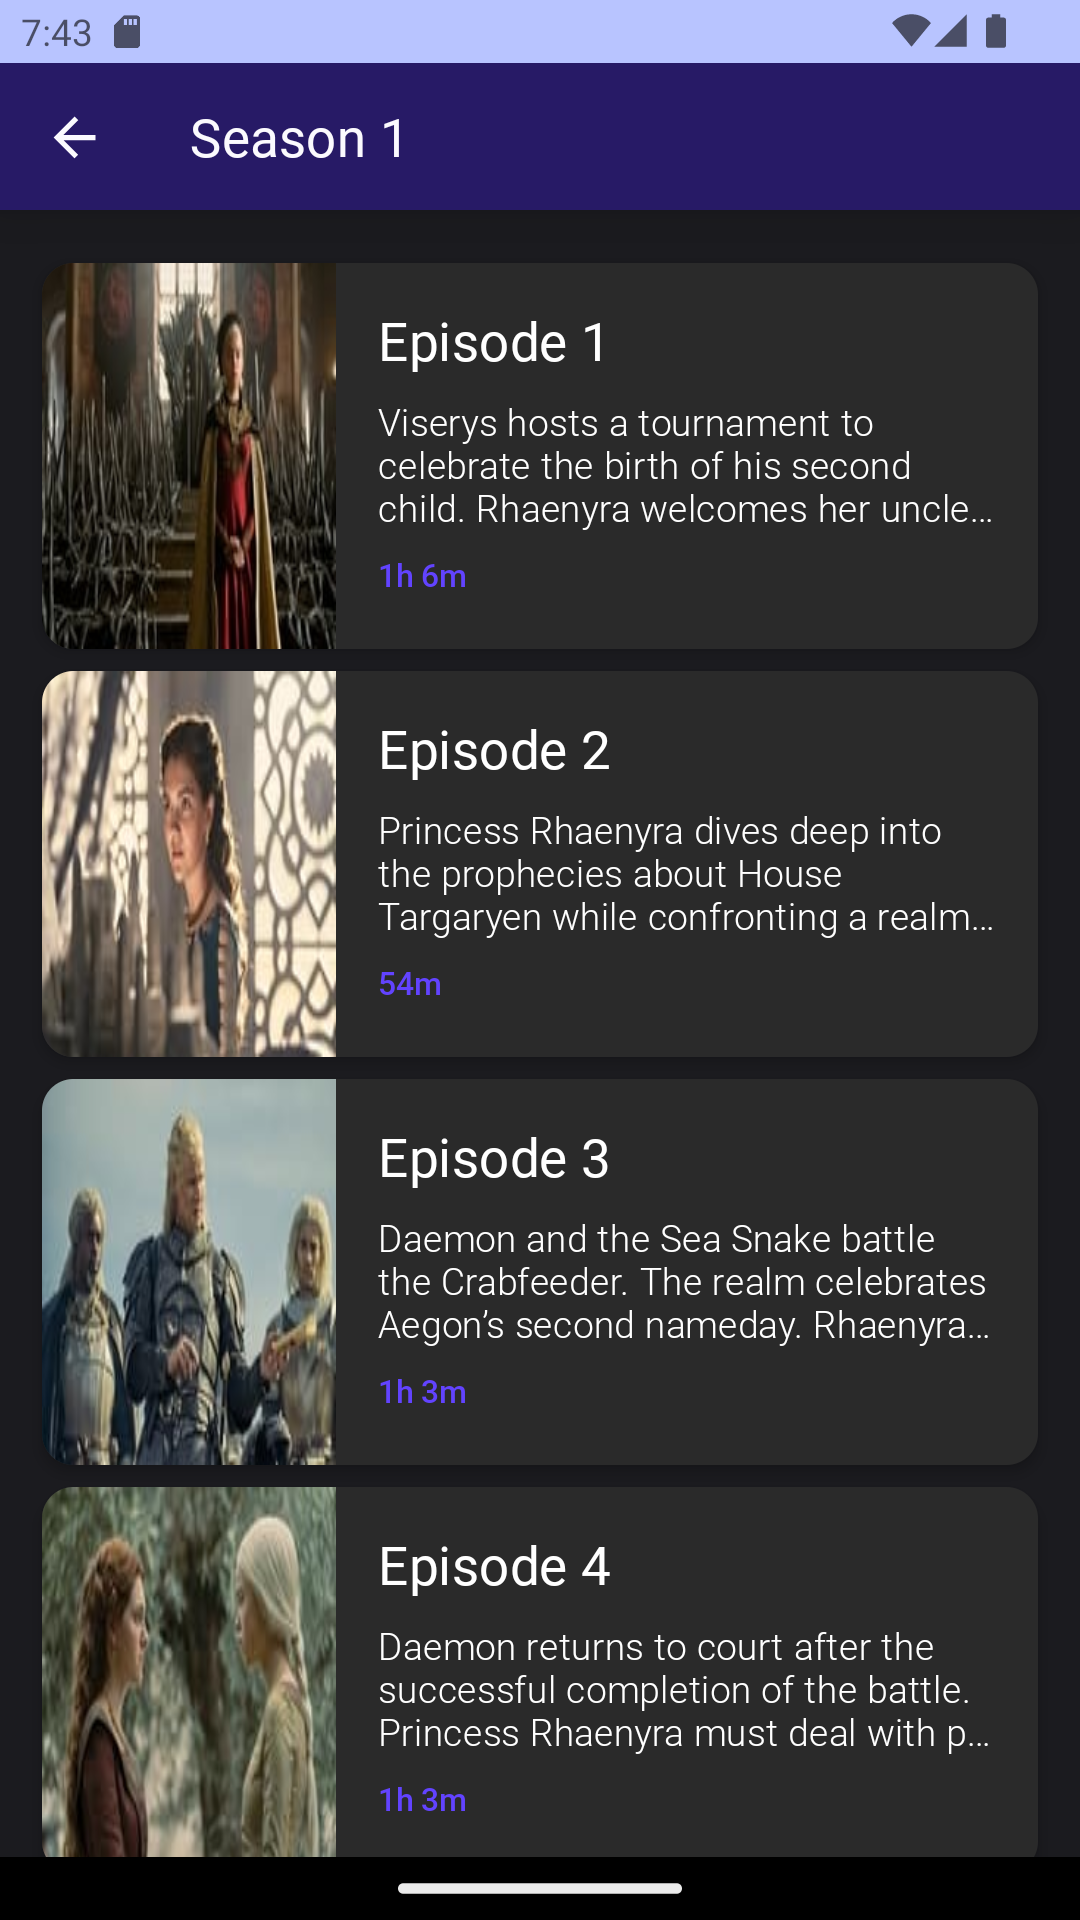 7:43
Season 1
Episode 1
Viserys hosts a tournament to
celebrate the birth of his second
child. Rhaenyra welcomes her uncle…
1h 6m
Episode 2
Princess Rhaenyra dives deep into
the prophecies about House
Targaryen while confronting a realm…
54m
Episode 3
Daemon and the Sea Snake battle
the Crabfeeder. The realm celebrates
Aegon’s second nameday. Rhaenyra…
1h 3m
Episode 4
Daemon returns to court after the
successful completion of the battle.
Princess Rhaenyra must deal with p…
1h 3m